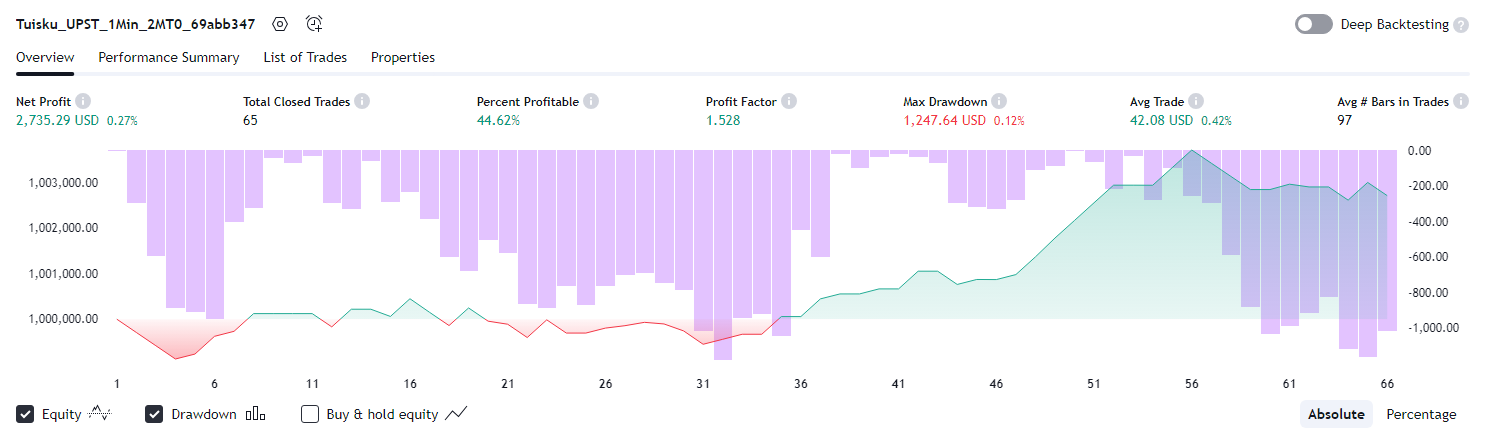 Tuisku_UPST_1Min_2MT0_69abb347
Deep Backtesting ?
Overview Performance Summary List of Trades Properties
Net Profit i Total Closed Trades i Percent Profitable i Profit Factor i Max Drawdown i Avg Trade i Avg # Bars in Trades i
2,735.29 USD 0.27% 65 44.62% 1.528 1,247.64 USD 0.12% 42.08 USD 0.42% 97
0.00
1,003,000.00 -200.00
1,002,000.00 -400.00
1,001,000.00 -600.00
-800.00
1,000,000.00 -1,000.00
1 6 11 16 21 26 31 36 41 46 51 56 61 66
Equity Drawdown Buy & hold equity Absolute Percentage